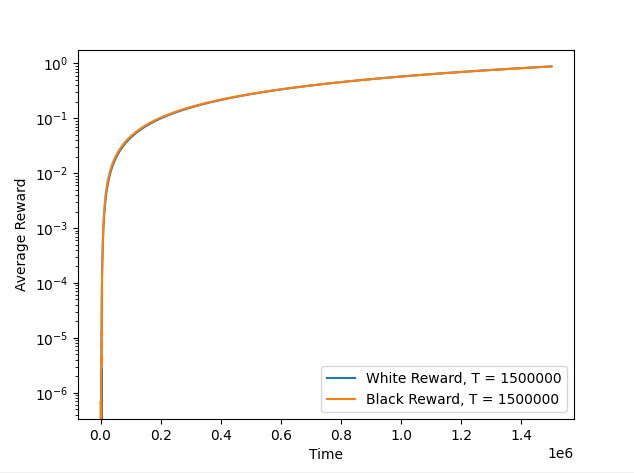 10⁰
10⁻¹
10⁻²
10⁻³
10⁻⁴
10⁻⁵
10⁻⁶
Average Reward
White Reward, T = 1500000
Black Reward, T = 1500000
0.0 0.2 0.4 0.6 0.8 1.0 1.2 1.4
1e6
Time